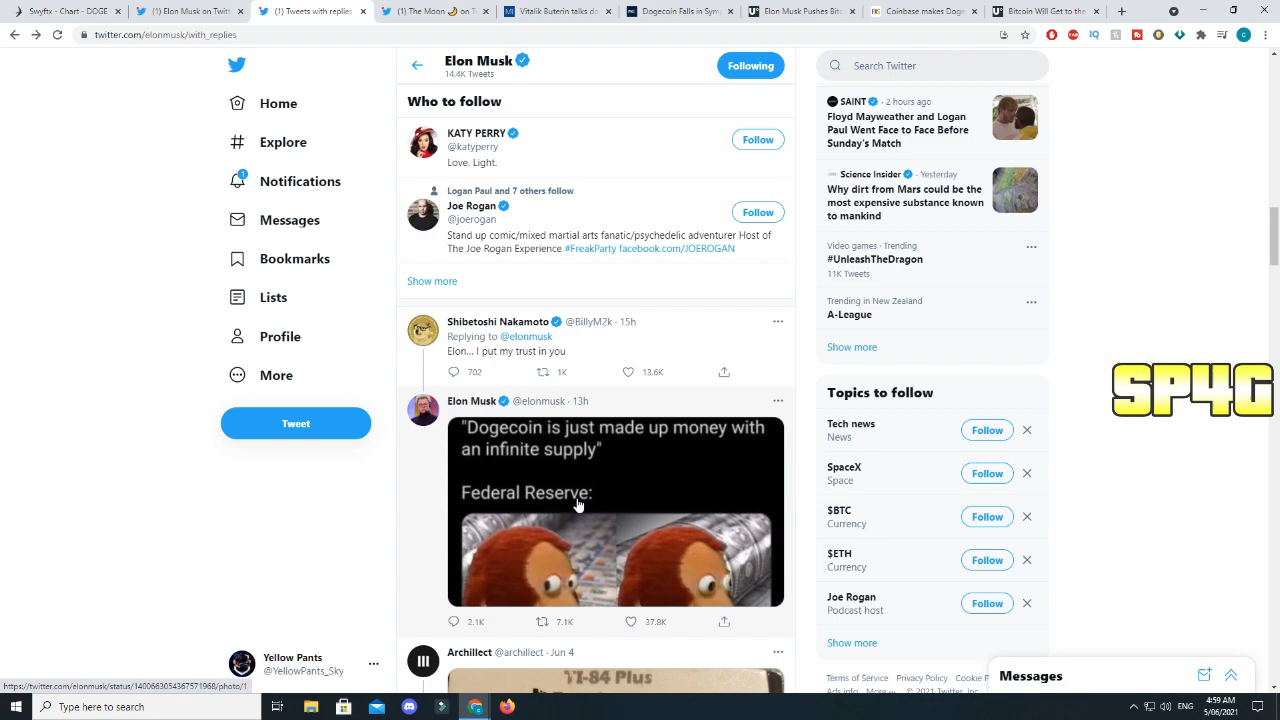 Swyftx - Charts - DOGE
(1) Elon Musk on Twitt
Tweets with replies
(1) The Moon 🌙 on T
Vitalik Buterin talks do
Dogecoin Falls in Symp
Elon Musk Pushes Bitc
Coinbase makes Doge
Bitcoin Will Get to the
twitter.com/elonmusk/with_replies
Elon Musk
14.4K Tweets
Following
Search Twitter
Home
Explore
1
Notifications
Messages
Bookmarks
Lists
Profile
More
Tweet
Yellow Pants
@YellowPants_Sky
Who to follow
KATY PERRY
@katyperry
Love. Light.
Follow
Logan Paul and 7 others follow
Joe Rogan
@joerogan
Follow
Stand up comic/mixed martial arts fanatic/psychedelic adventurer Host of
The Joe Rogan Experience #FreakParty facebook.com/JOEROGAN
Show more
Shibetoshi Nakamoto @BillyM2k · 15h
Replying to @elonmusk
Elon... I put my trust in you
702 1K 13.6K
Elon Musk @elonmusk · 13h
"Dogecoin is just made up money with
an infinite supply"
Federal Reserve:
2.1K 7.1K 37.8K
Archillect @archillect · Jun 4
TI-84 Plus
SAINT · 2 hours ago
Floyd Mayweather and Logan
Paul Went Face to Face Before
Sunday's Match
Science Insider · Yesterday
Why dirt from Mars could be the
most expensive substance known
to mankind
Video games · Trending
#UnleashTheDragon
11K Tweets
Trending in New Zealand
A-League
Show more
Topics to follow
Tech news
News
Follow
SpaceX
Space
Follow
$BTC
Currency
Follow
$ETH
Currency
Follow
Joe Rogan
Podcast host
Follow
Show more
Terms of Service Privacy Policy Cookie P
Ads info More © 2021 Twitter, Inc.
Messages
SP4G
https://twitter.com/elonmusk/status/1400663054367571968/photo/1
Type here to search
ENG
4:59 AM
5/06/2021